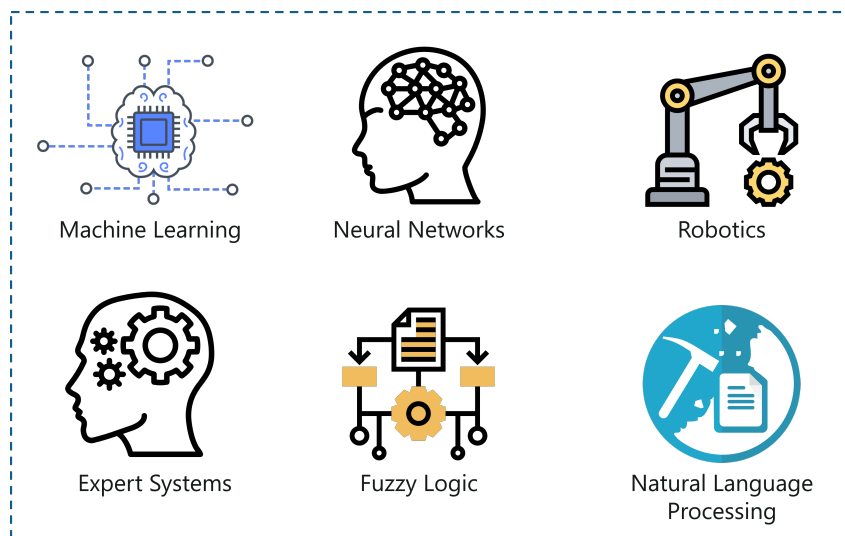 Machine Learning
Neural Networks
Robotics
Expert Systems
Fuzzy Logic
Natural Language
Processing